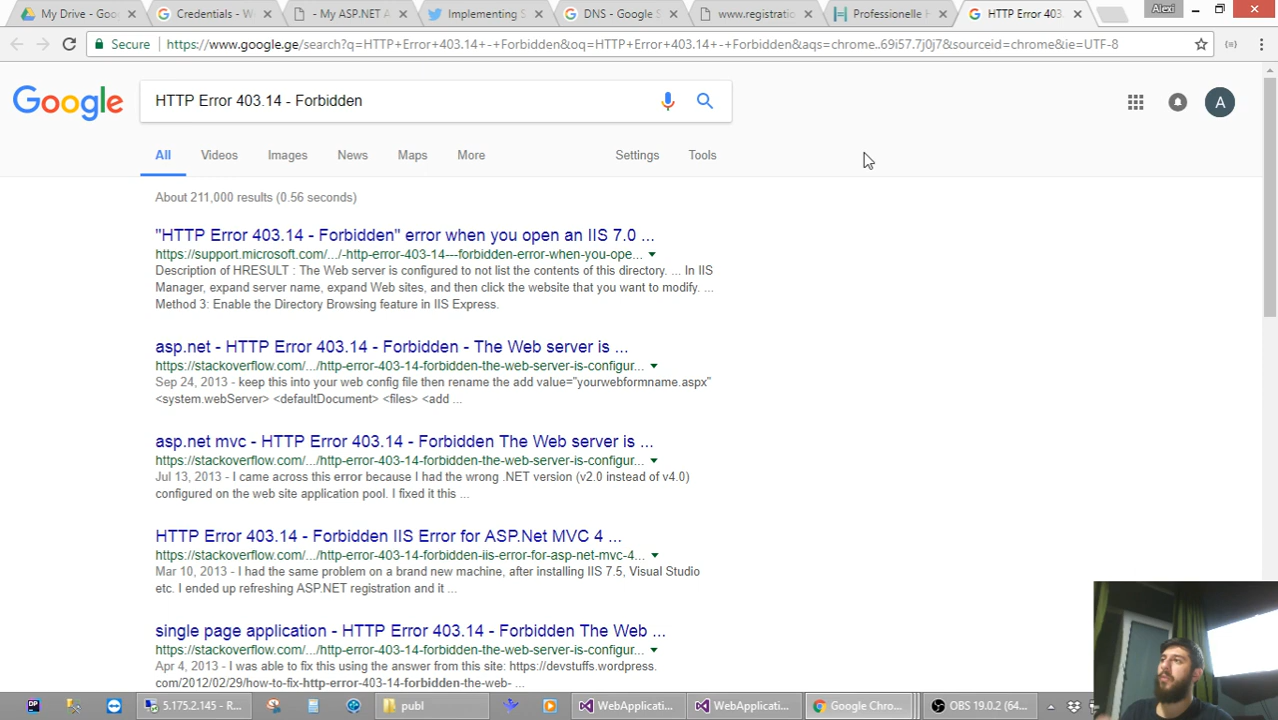 My Drive - Goo
Credentials - W
- My ASP.NET A
Implementing S
DNS - Google S
www.registratio
Professionelle H
HTTP Error 403
Alexi
Secure
https://www.google.ge/search?q=HTTP+Error+403.14+-+Forbidden&oq=HTTP+Error+403.14+-+Forbidden&aqs=chrome..69i57.7j0j7&sourceid=chrome&ie=UTF-8
Google
HTTP Error 403.14 - Forbidden
A
All
Videos
Images
News
Maps
More
Settings
Tools
About 211,000 results (0.56 seconds)
"HTTP Error 403.14 - Forbidden" error when you open an IIS 7.0 ...
https://support.microsoft.com/.../-http-error-403-14---forbidden-error-when-you-ope...
Description of HRESULT : The Web server is configured to not list the contents of this directory. ... In IIS
Manager, expand server name, expand Web sites, and then click the website that you want to modify. ...
Method 3: Enable the Directory Browsing feature in IIS Express.
asp.net - HTTP Error 403.14 - Forbidden - The Web server is ...
https://stackoverflow.com/.../http-error-403-14-forbidden-the-web-server-is-configur...
Sep 24, 2013 - keep this into your web config file then rename the add value="yourwebformname.aspx"
<system.webServer> <defaultDocument> <files> <add ...
asp.net mvc - HTTP Error 403.14 - Forbidden The Web server is ...
https://stackoverflow.com/.../http-error-403-14-forbidden-the-web-server-is-configur...
Jul 13, 2013 - I came across this error because I had the wrong .NET version (v2.0 instead of v4.0)
configured on the web site application pool. I fixed it this ...
HTTP Error 403.14 - Forbidden IIS Error for ASP.Net MVC 4 ...
https://stackoverflow.com/.../http-error-403-14-forbidden-iis-error-for-asp-net-mvc-4...
Mar 10, 2013 - I had the same problem on a brand new machine, after installing IIS 7.5, Visual Studio
etc. I ended up refreshing ASP.NET registration and it ...
single page application - HTTP Error 403.14 - Forbidden The Web ...
https://stackoverflow.com/.../http-error-403-14-forbidden-the-web-server-is-configur...
Apr 4, 2013 - I was able to fix this using the answer from this site: https://devstuffs.wordpress.
com/2012/02/29/how-to-fix-http-error-403-14-forbidden-the-web- ...
5.175.2.145 - R...
publ
WebApplicati...
WebApplicati...
Google Chro...
OBS 19.0.2 (64...